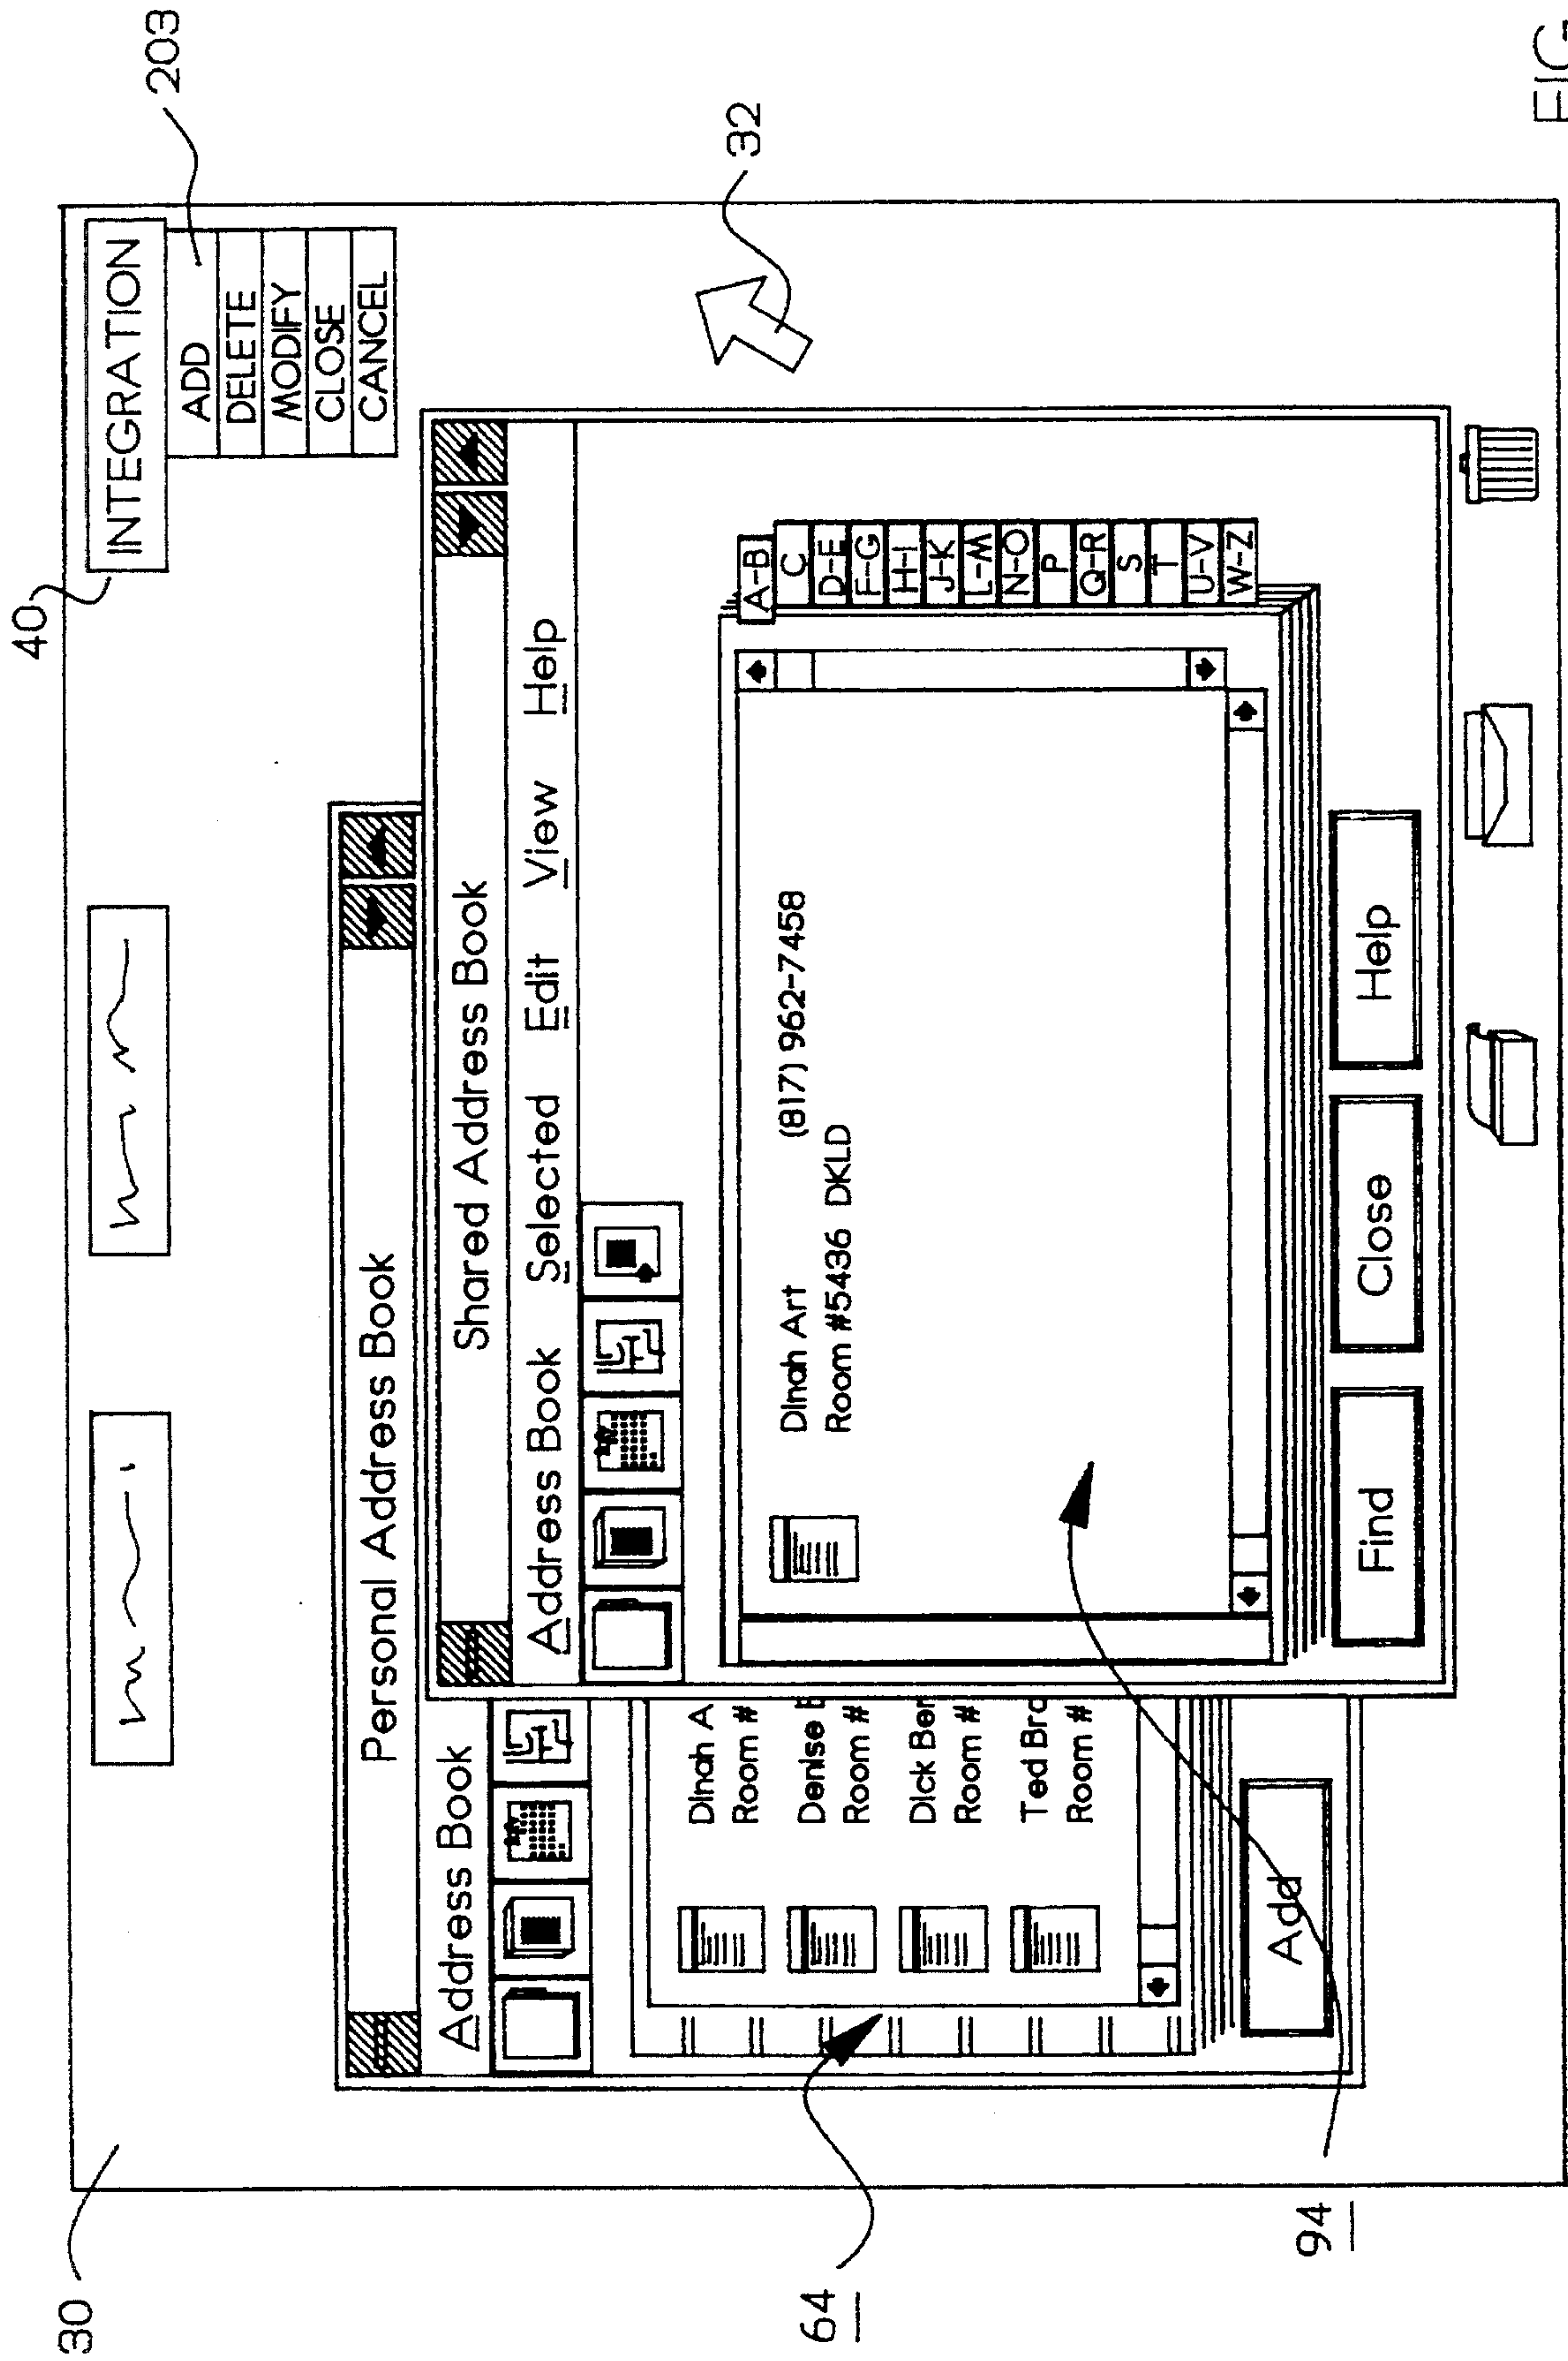 40
INTEGRATION
203
ADD
DELETE
MODIFY
CLOSE
CANCEL
30
32
Personal Address Book
Address Book
Shared Address Book
Address Book Selected Edit View Help
Dinah Art (817) 962-7458
Room #5436 DKLD
A-B
C
D-E
F-G
H-I
J-K
L-M
N-O
P
Q-R
S
T
U-V
W-Z
Dinah A
Room #
Denise
Room #
Dick Ber
Room #
Ted Bro
Room #
Add
Find Close Help
64
94
FIG